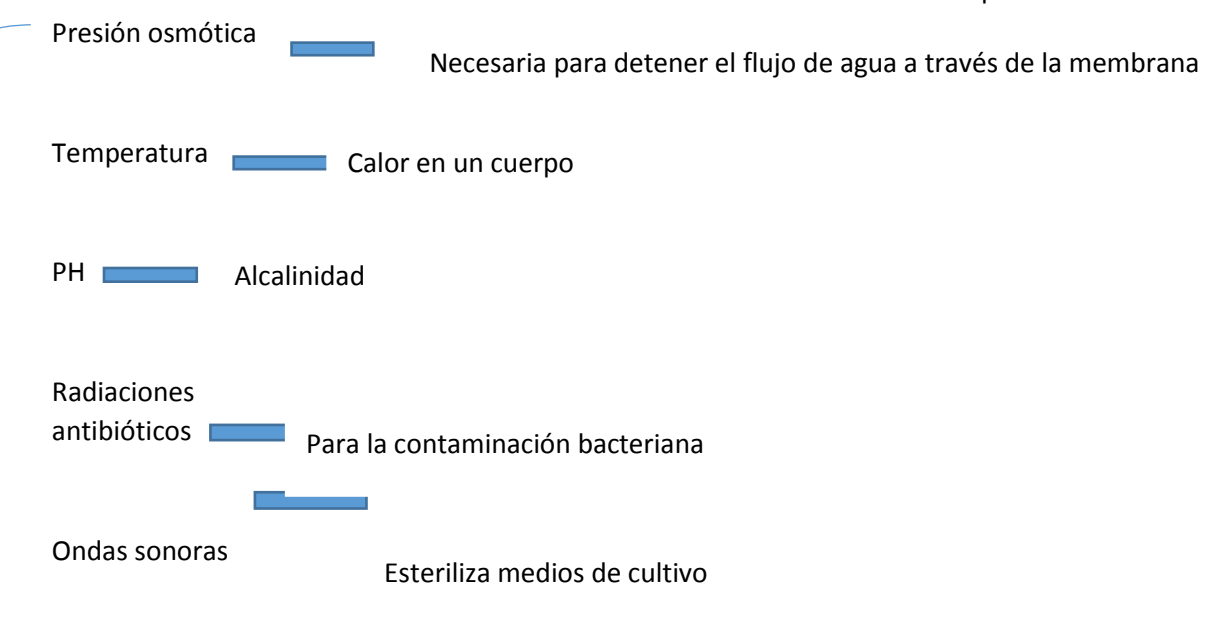 Presión osmótica
Necesaria para detener el flujo de agua a través de la membrana
Temperatura
Calor en un cuerpo
PH
Alcalinidad
Radiaciones
antibióticos
Para la contaminación bacteriana
Ondas sonoras
Esteriliza medios de cultivo